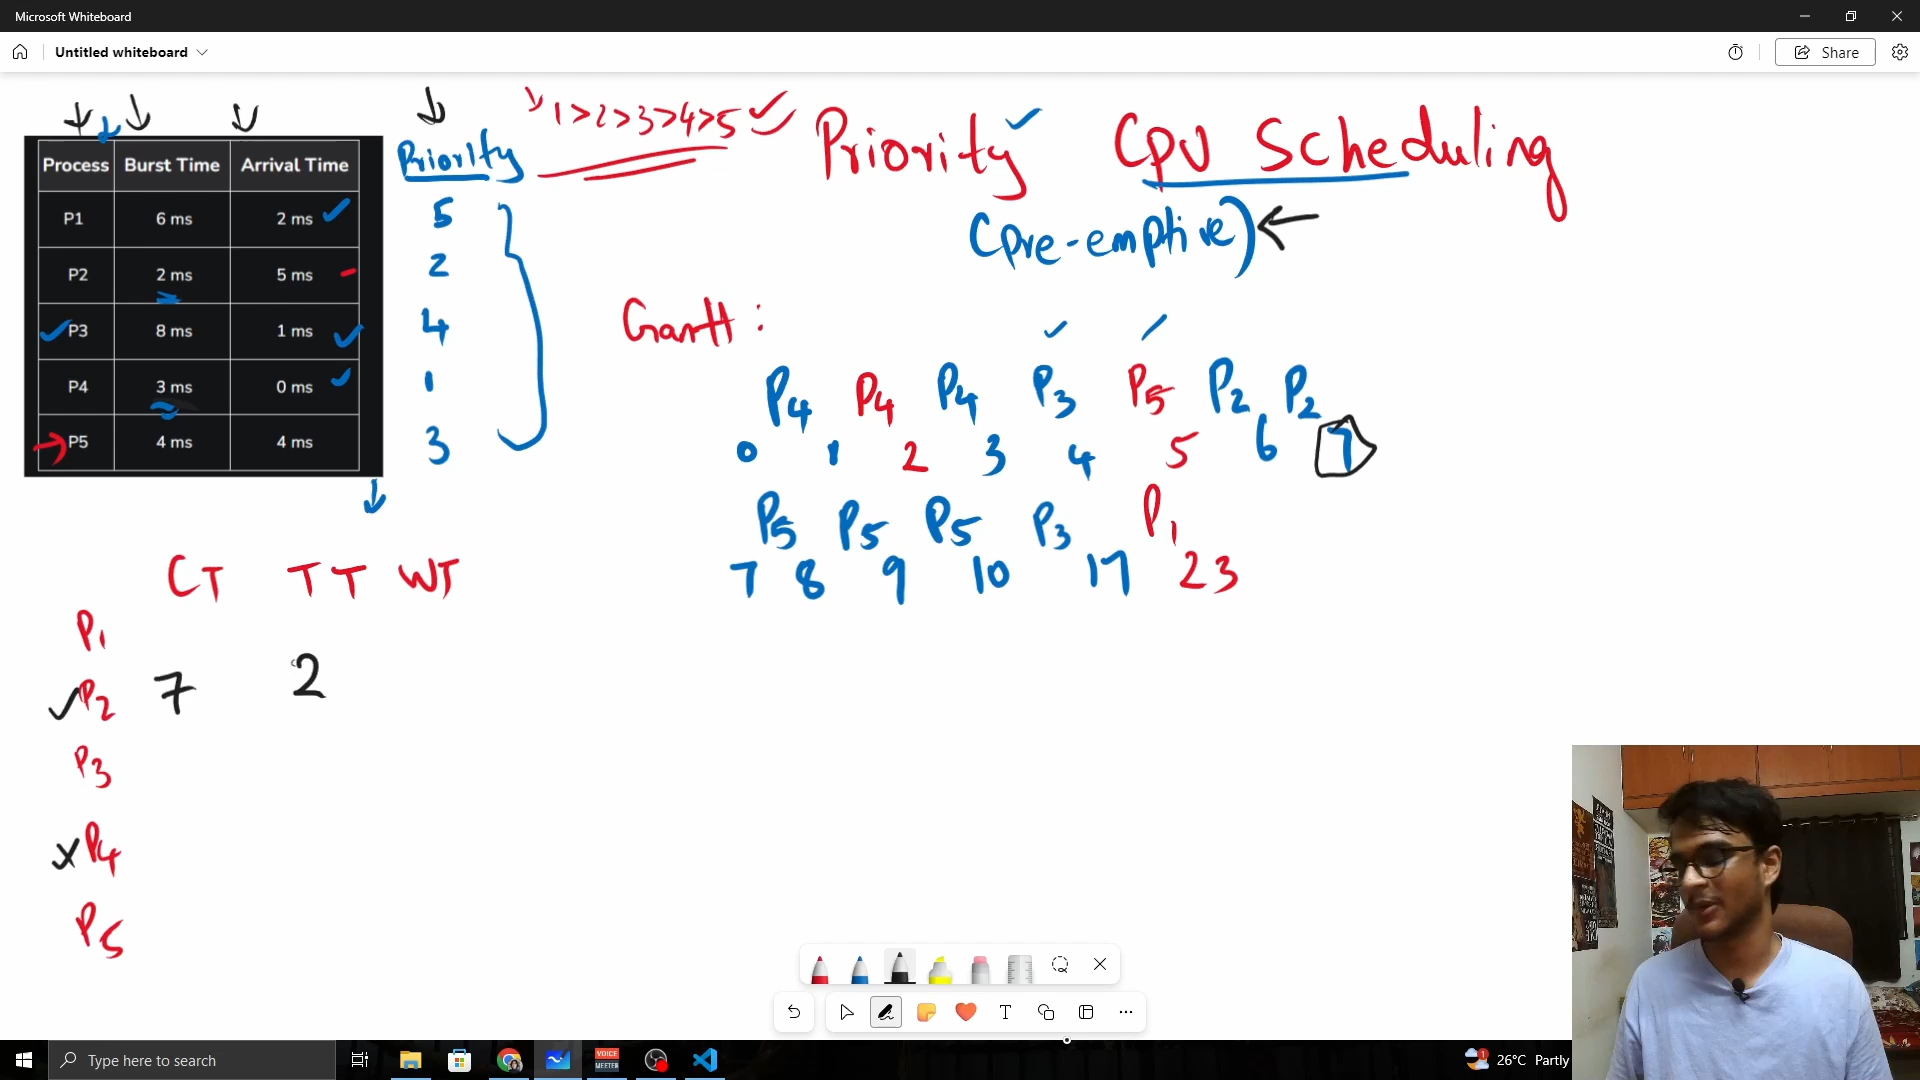 Microsoft Whiteboard
Untitled whiteboard
Share
1>2>3>4>5
Priority CPU Scheduling
(pre-emptive)
Process Burst Time Arrival Time Priority
P1 6 ms 2 ms 5
P2 2 ms 5 ms 2
P3 8 ms 1 ms 4
P4 3 ms 0 ms 1
P5 4 ms 4 ms 3
Gantt :
P4 P4 P4 P3 P5 P2 P2
0 1 2 3 4 5 6 7
P5 P5 P5 P3 P1
7 8 9 10 17 23
CT TT WT
P1
P2 7 2
P3
P4
P5
Type here to search
VOICE
MEETER
1
26°C Partly